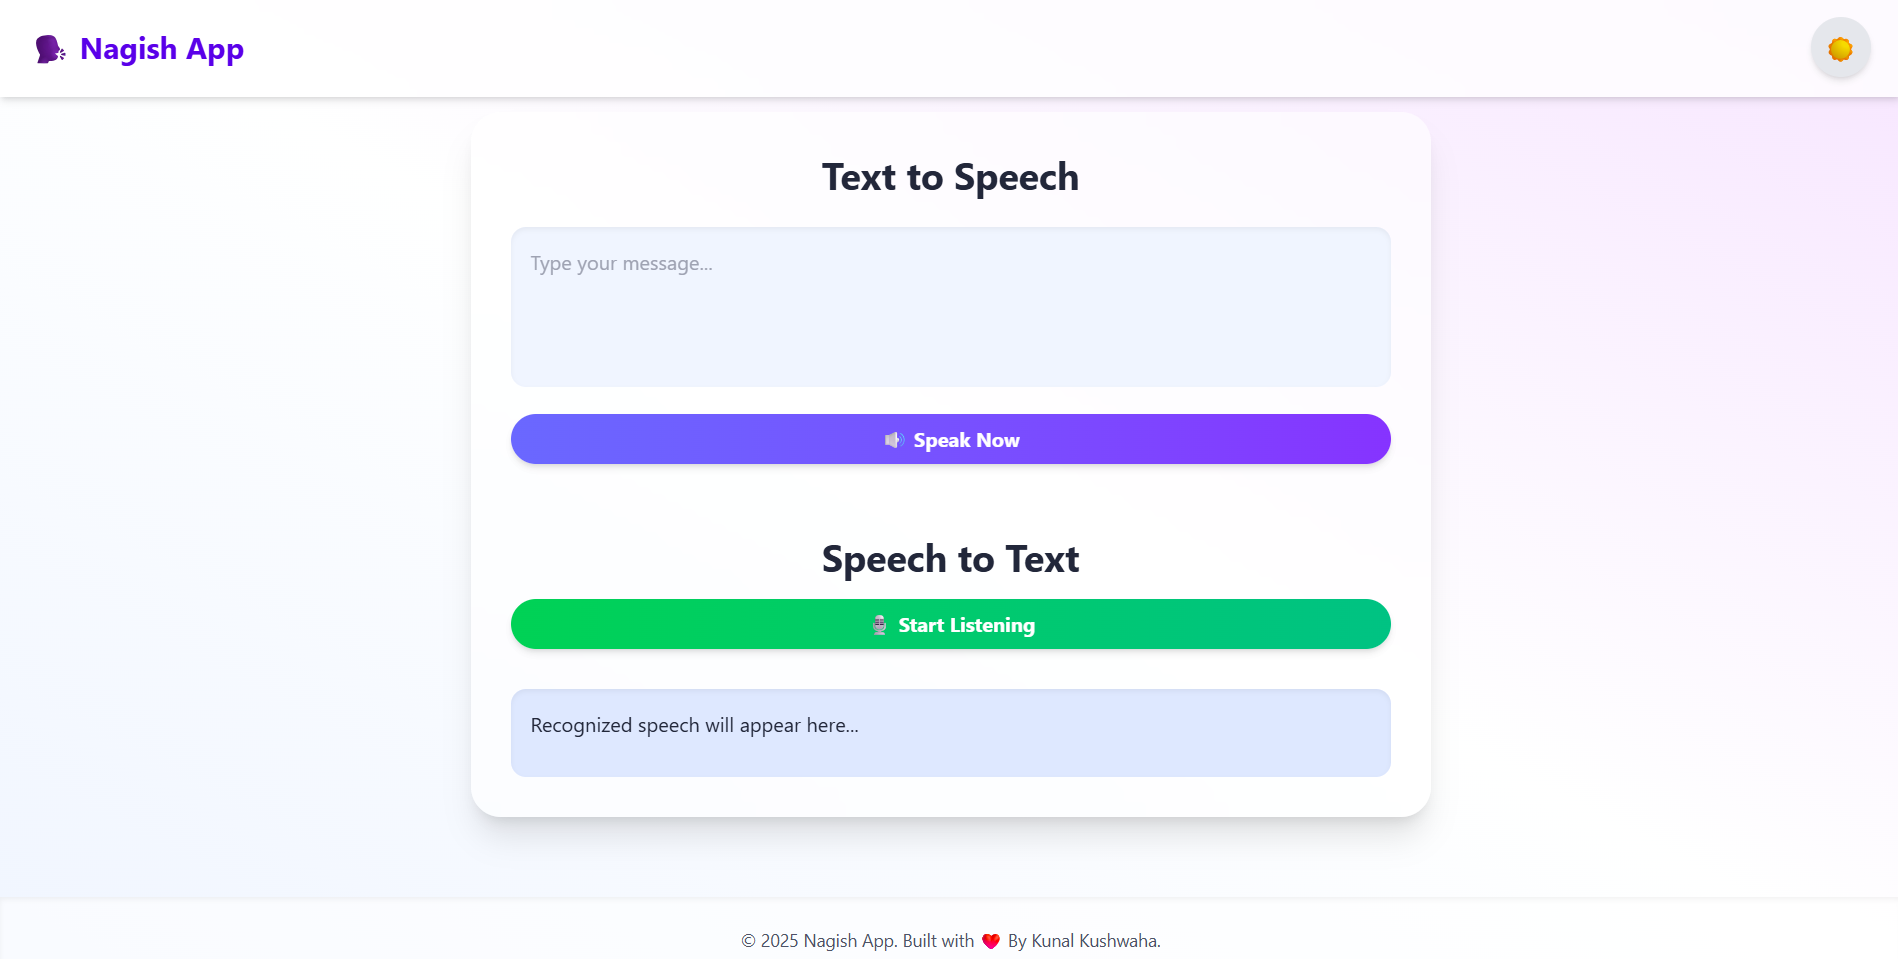 Nagish App
Text to Speech
Type your message...
Speak Now
Speech to Text
Start Listening
Recognized speech will appear here...
© 2025 Nagish App. Built with ❤️ By Kunal Kushwaha.